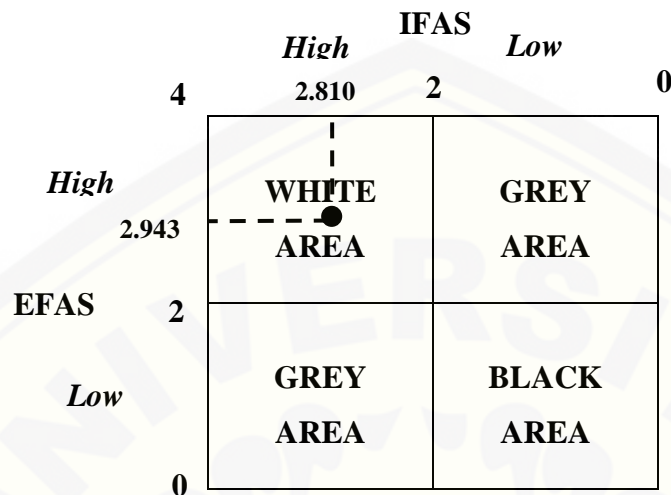 IFAS
High
Low
4
2.810
2
0
High
WHITE
GREY
2.943
AREA
AREA
EFAS
2
GREY
BLACK
Low
AREA
AREA
0
UNIVERSI